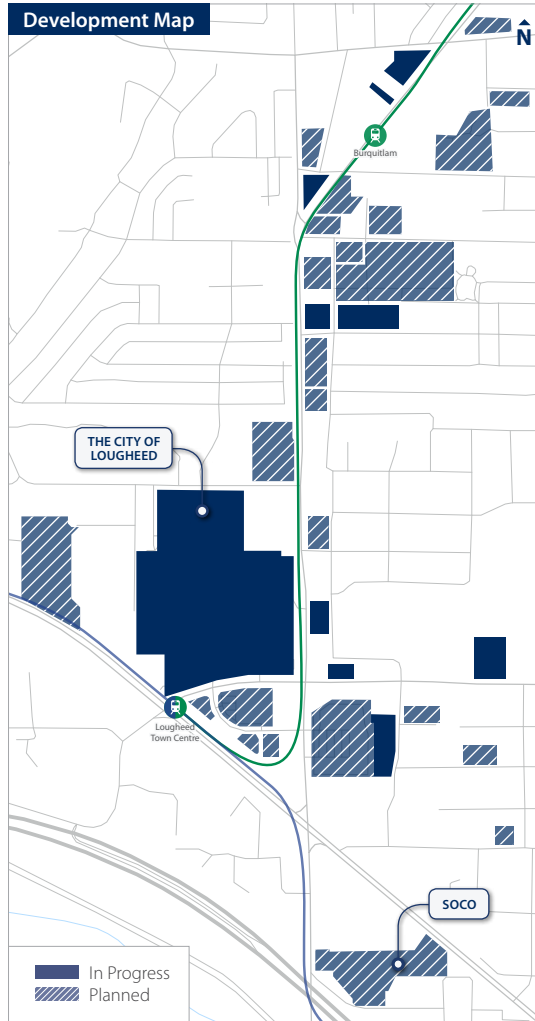 Development Map
N
Burquitlam
THE CITY OF
LOUGHEED
Lougheed
Town Centre
SOCO
In Progress
Planned